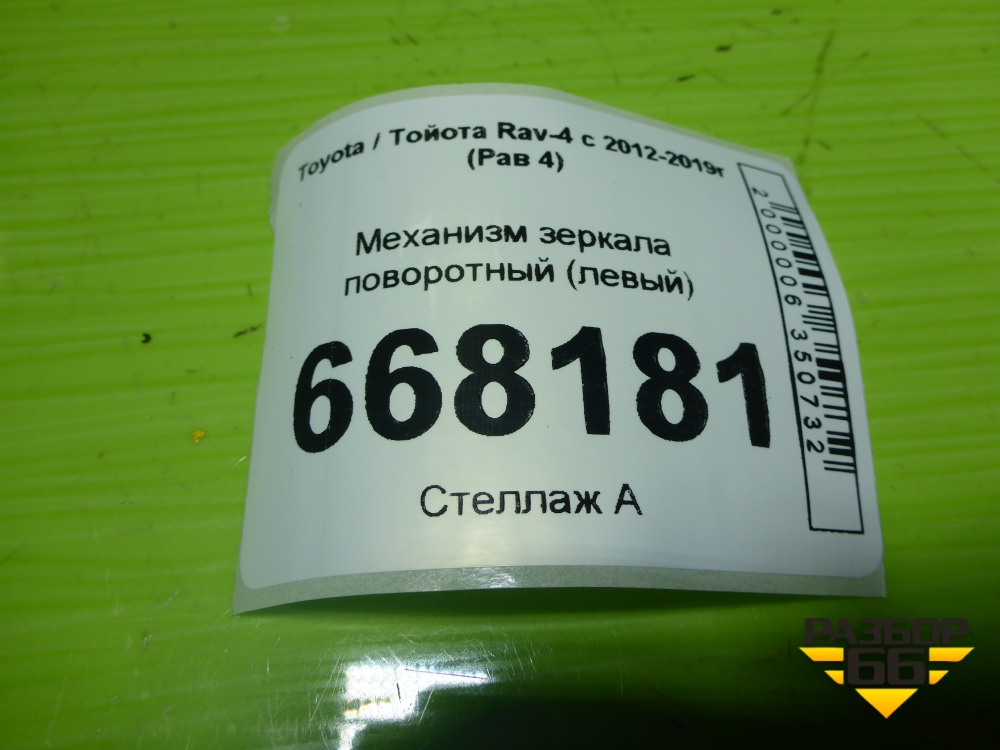 Toyota / Тойота Rav-4 с 2012-2019г
(Рав 4)
Механизм зеркала
поворотный (левый)
668181
Стеллаж А
2000006350732
РАЗБОР
66